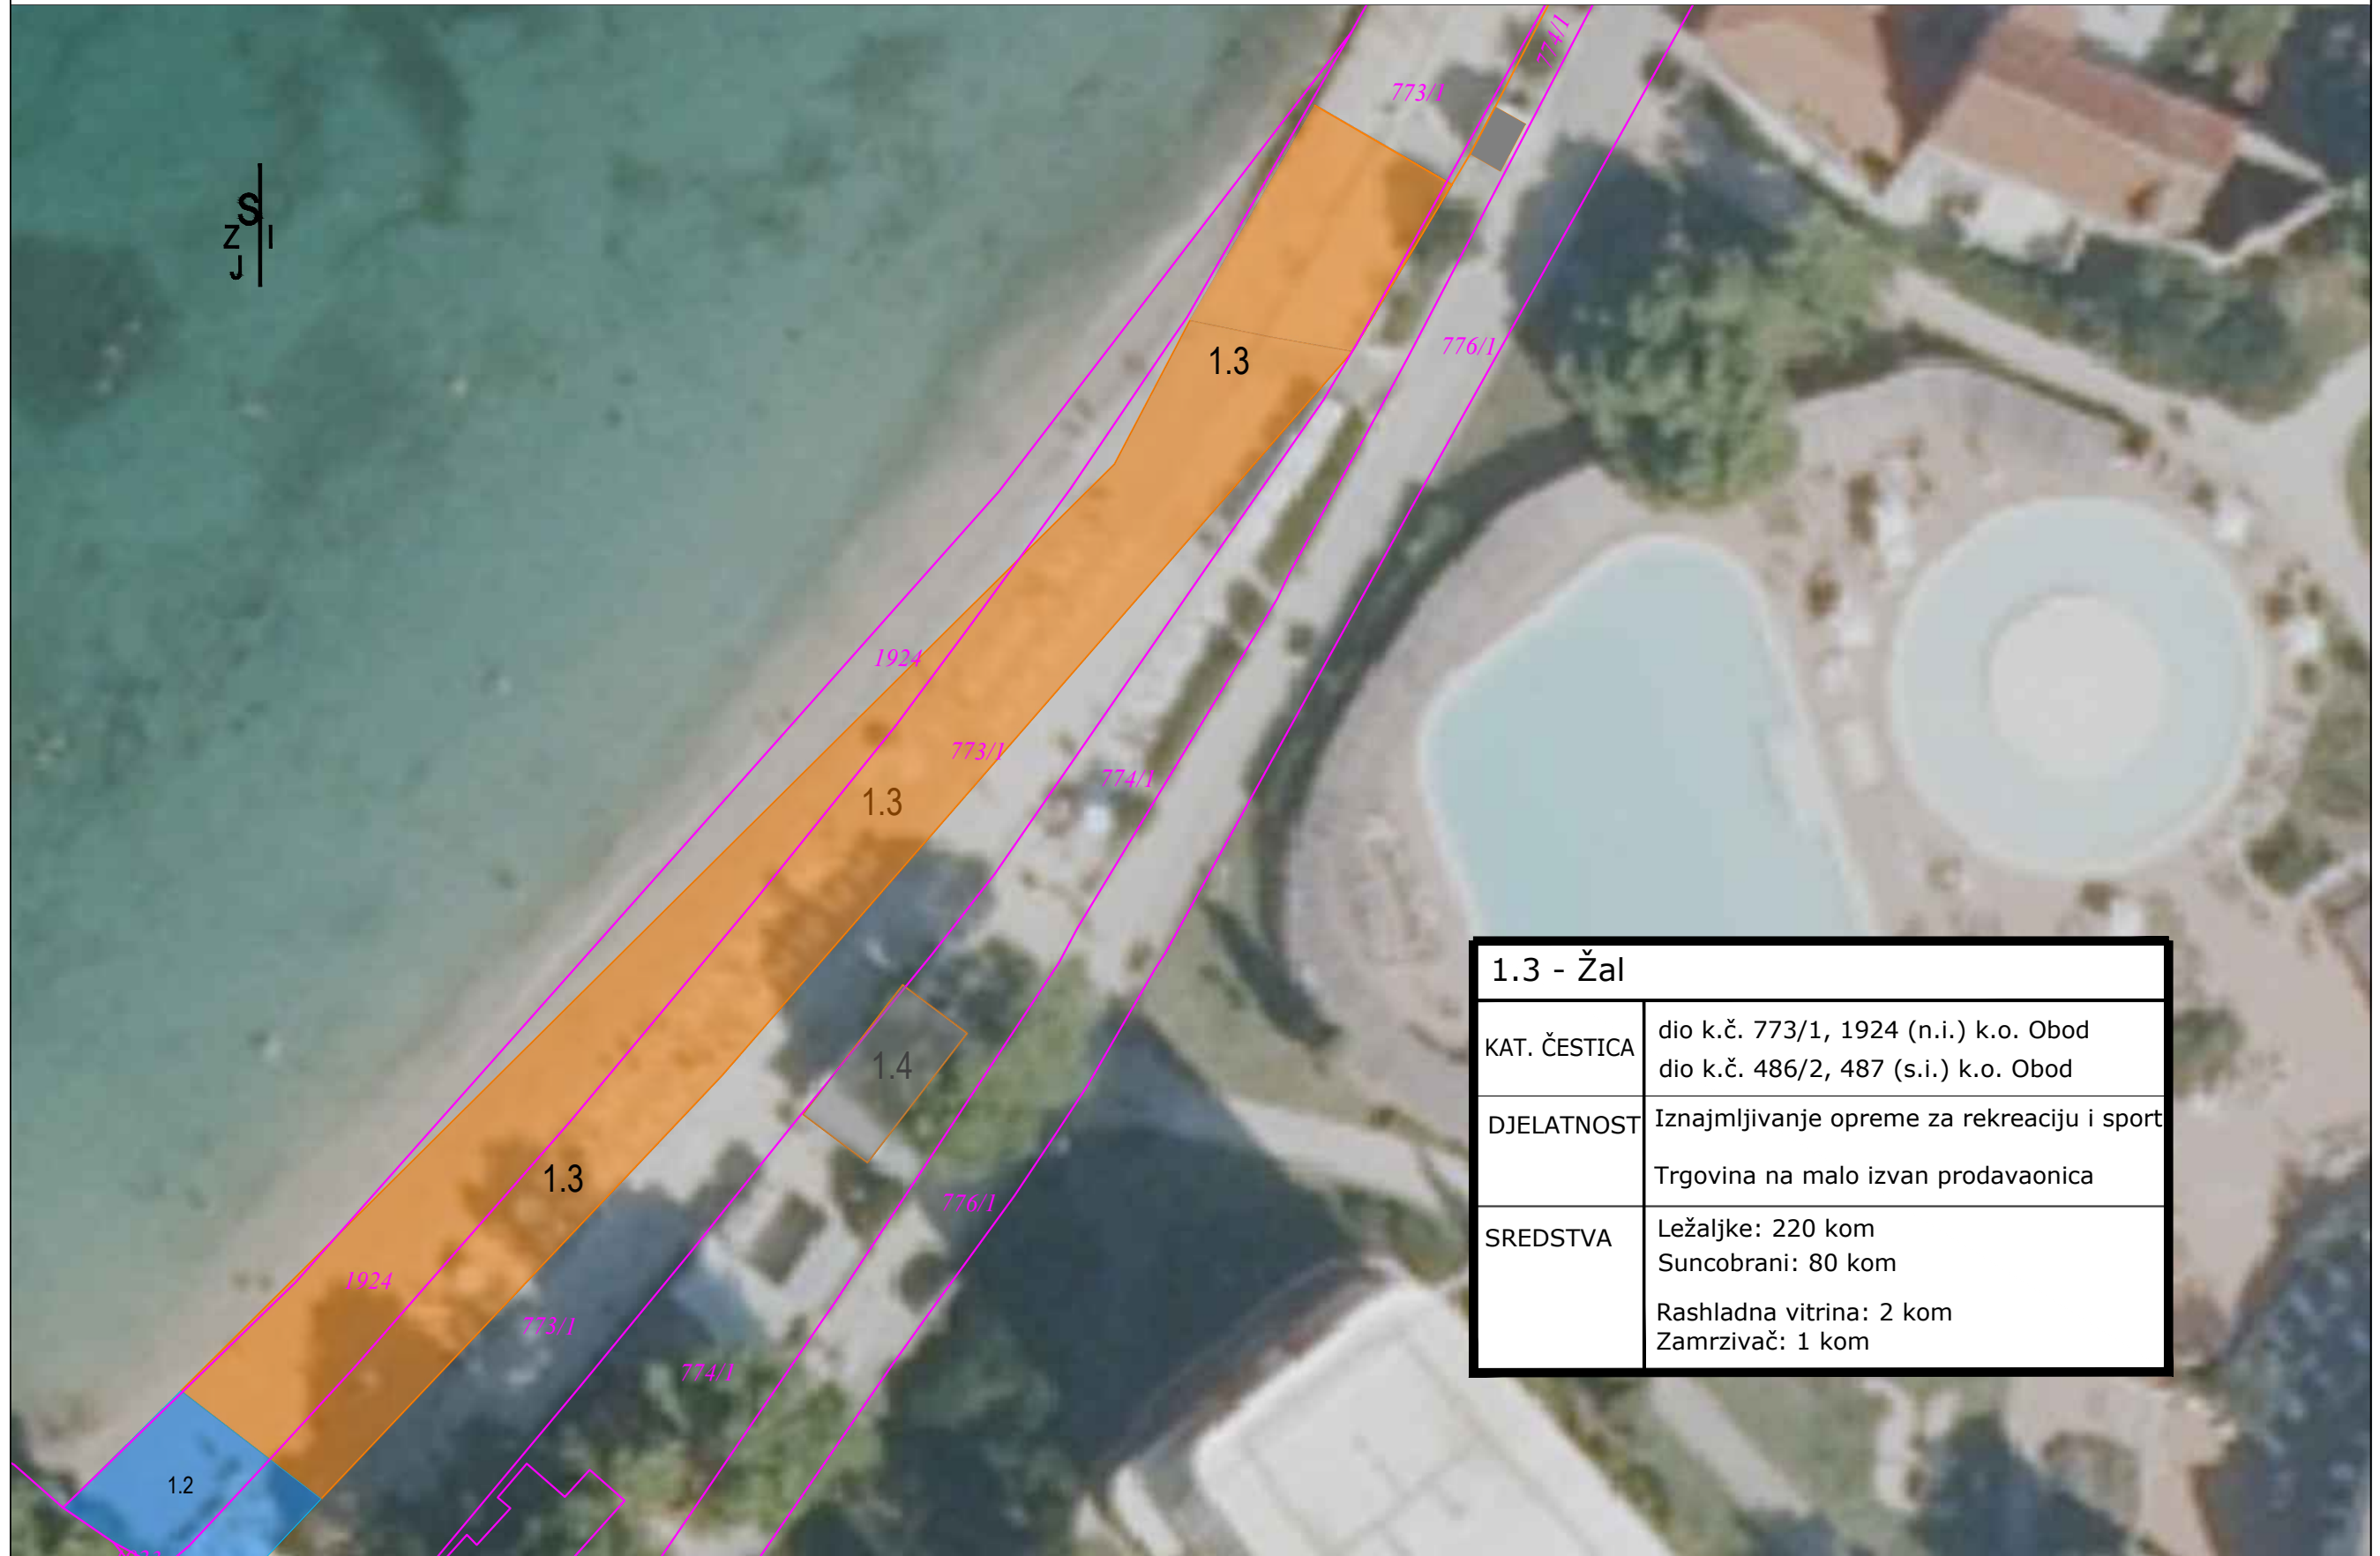 773/1
774/1
S
Z I
J
1.3
776/1
1924
773/1
774/1
1.3
1.4
1.3
776/1
1924
773/1
774/1
1.2
1.3 - Žal
KAT. ČESTICA
dio k.č. 773/1, 1924 (n.i.) k.o. Obod
dio k.č. 486/2, 487 (s.i.) k.o. Obod
DJELATNOST
Iznajmljivanje opreme za rekreaciju i sport
Trgovina na malo izvan prodavaonica
SREDSTVA
Ležaljke: 220 kom
Suncobrani: 80 kom
Rashladna vitrina: 2 kom
Zamrzivač: 1 kom